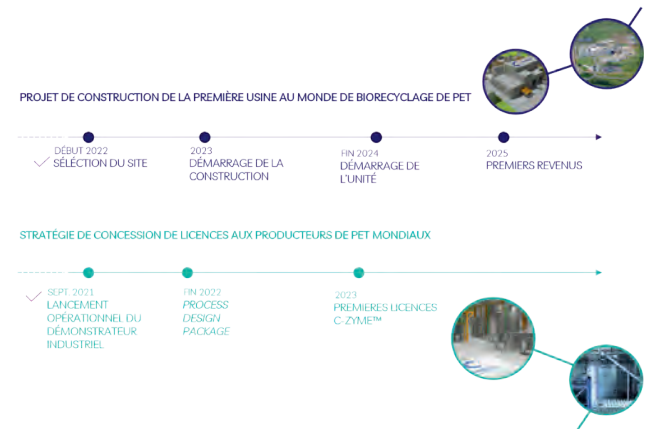 PROJET DE CONSTRUCTION DE LA PREMIÈRE USINE AU MONDE DE BIORECYCLAGE DE PET
DÉBUT 2022
SÉLÉCTION DU SITE
2023
DÉMARRAGE DE LA
CONSTRUCTION
FIN 2024
DÉMARRAGE DE
L'UNITÉ
2025
PREMIERS REVENUS
STRATÉGIE DE CONCESSION DE LICENCES AUX PRODUCTEURS DE PET MONDIAUX
SEPT. 2021
LANCEMENT
OPÉRATIONNEL DU
DÉMONSTRATEUR
INDUSTRIEL
FIN 2022
PROCESS
DESIGN
PACKAGE
2023
PREMIERES LICENCES
C-ZYME™